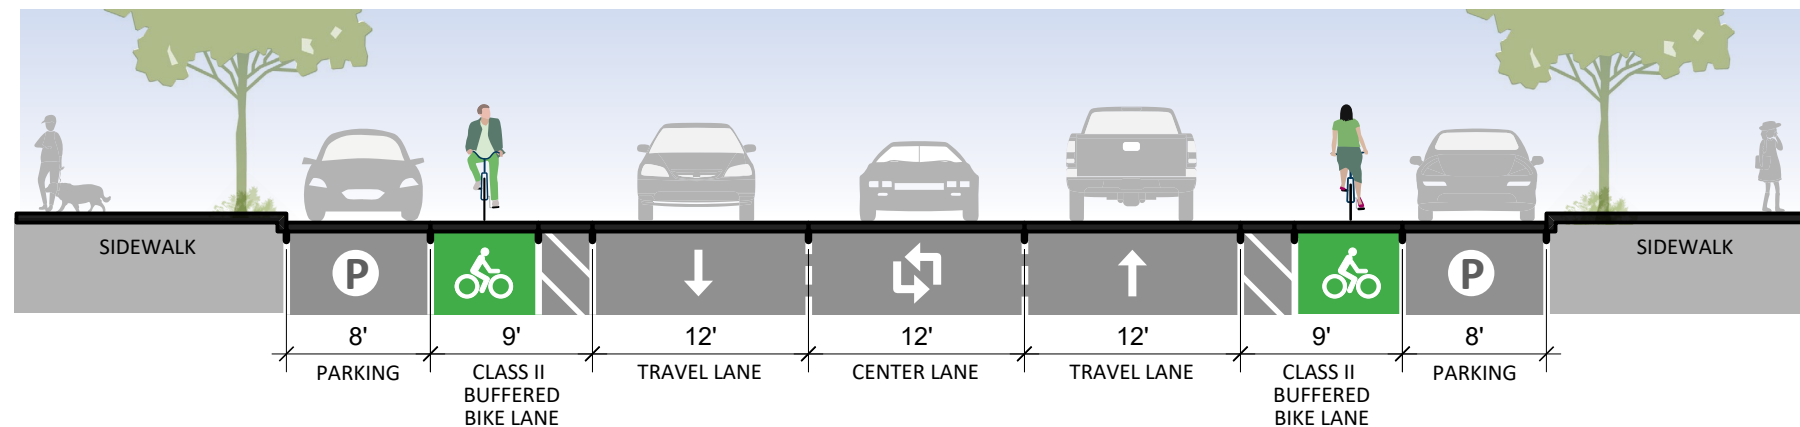 SIDEWALK
SIDEWALK
P
P
8'
9'
12'
12'
12'
9'
8'
PARKING
CLASS II
BUFFERED
BIKE LANE
TRAVEL LANE
CENTER LANE
TRAVEL LANE
CLASS II
BUFFERED
BIKE LANE
PARKING